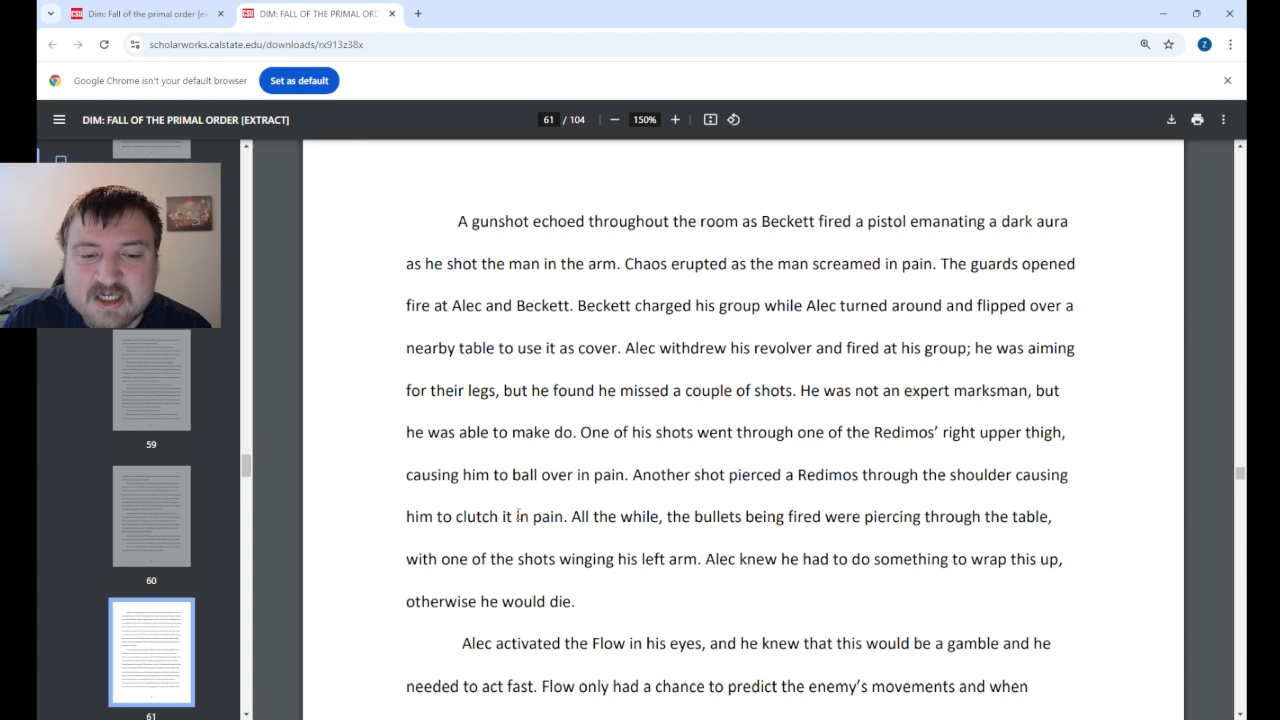 DIM: Fall of the primal order [ex
DIM: FALL OF THE PRIMAL ORD
scholarworks.calstate.edu/downloads/rx913z38x
Z
Google Chrome isn't your default browser
Set as default
DIM: FALL OF THE PRIMAL ORDER [EXTRACT]
61 / 104
150%
A gunshot echoed throughout the room as Beckett fired a pistol emanating a dark aura
as he shot the man in the arm. Chaos erupted as the man screamed in pain. The guards opened
fire at Alec and Beckett. Beckett charged his group while Alec turned around and flipped over a
nearby table to use it as cover. Alec withdrew his revolver and fired at his group; he was aiming
for their legs, but he found he missed a couple of shots. He was not an expert marksman, but
he was able to make do. One of his shots went through one of the Redimos' right upper thigh,
causing him to ball over in pain. Another shot pierced a Redimos through the shoulder causing
him to clutch it in pain. All the while, the bullets being fired were piercing through the table,
with one of the shots winging his left arm. Alec knew he had to do something to wrap this up,
otherwise he would die.
Alec activated the Flow in his eyes, and he knew that this would be a gamble and he
needed to act fast. Flow only had a chance to predict the enemy's movements and when
59
60
61